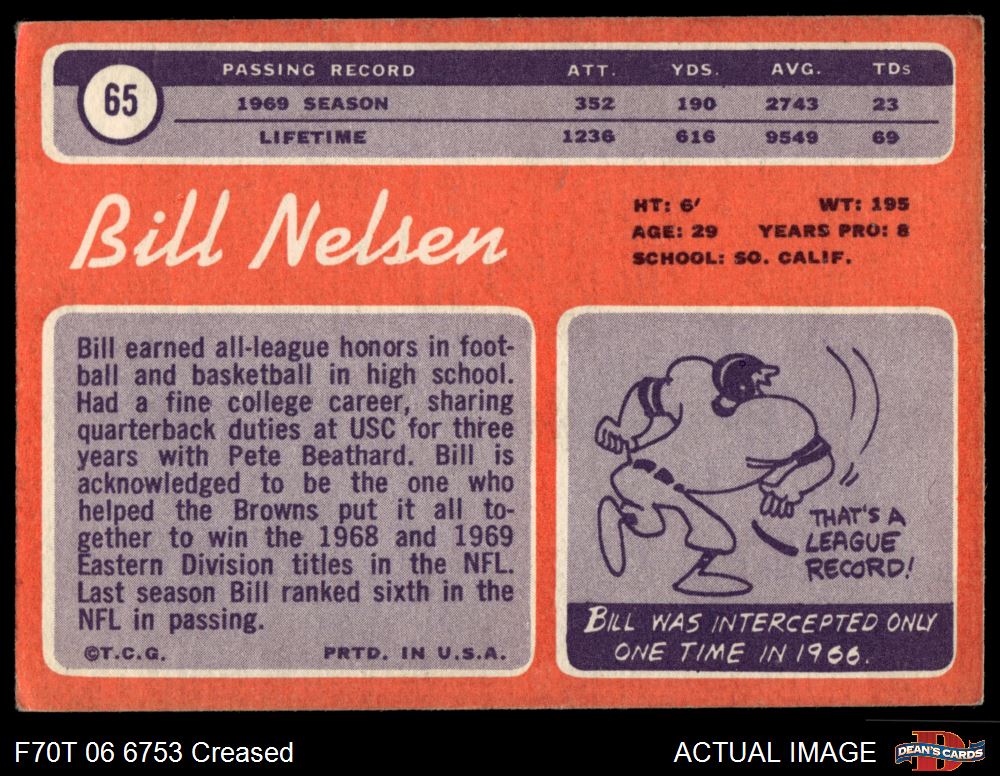 65
PASSING RECORD ATT. YDS. AVG. TDs
1969 SEASON 352 190 2743 23
LIFETIME 1236 616 9549 69
Bill Nelsen
HT: 6' WT: 195
AGE: 29 YEARS PRO: 8
SCHOOL: SO. CALIF.
Bill earned all-league honors in foot-
ball and basketball in high school.
Had a fine college career, sharing
quarterback duties at USC for three
years with Pete Beathard. Bill is
acknowledged to be the one who
helped the Browns put it all to-
gether to win the 1968 and 1969
Eastern Division titles in the NFL.
Last season Bill ranked sixth in the
NFL in passing.
©T.C.G. PRTD. IN U.S.A.
THAT'S A
LEAGUE
RECORD!
BILL WAS INTERCEPTED ONLY
ONE TIME IN 1966.
F70T 06 6753 Creased
ACTUAL IMAGE
D
DEAN'S CARDS